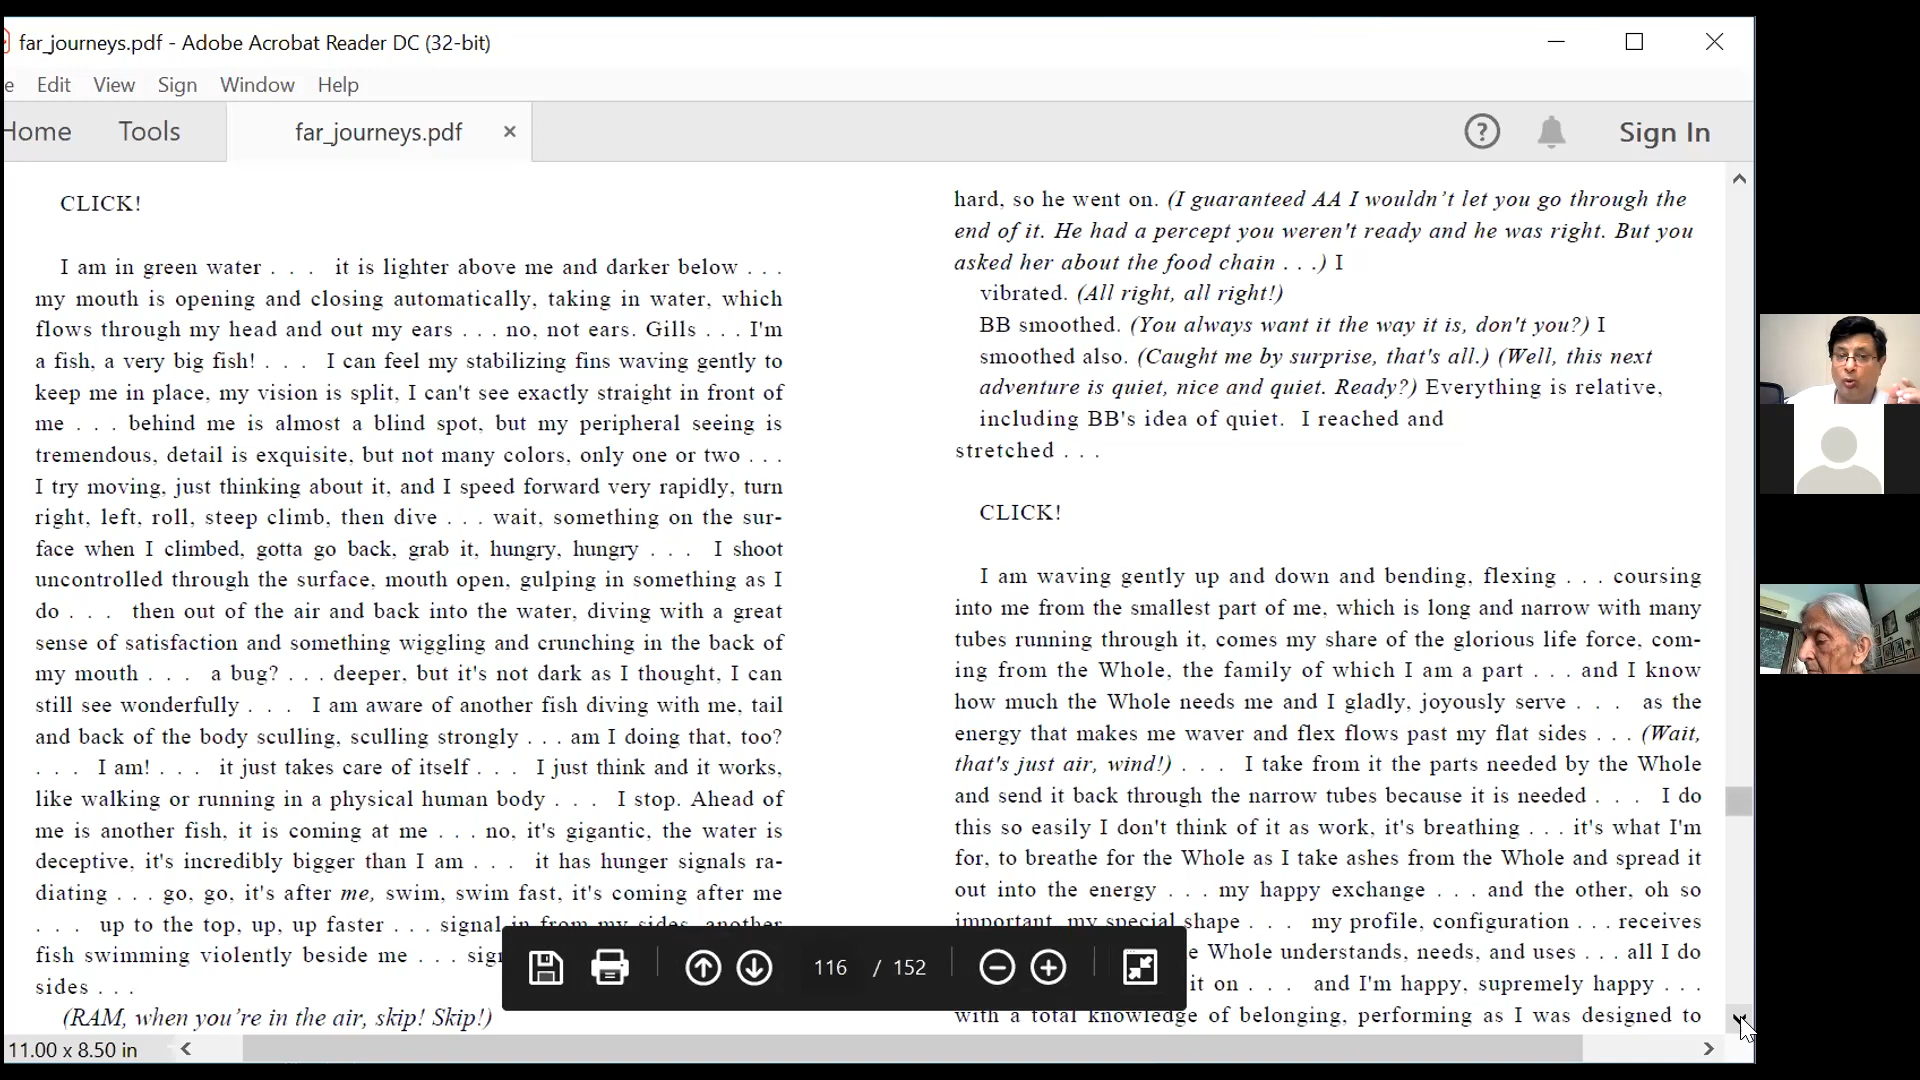 far_journeys.pdf - Adobe Acrobat Reader DC (32-bit)
e Edit View Sign Window Help
Home Tools far_journeys.pdf × Sign In
CLICK!
I am in green water . . . it is lighter above me and darker below . . .
my mouth is opening and closing automatically, taking in water, which
flows through my head and out my ears . . . no, not ears. Gills . . . I'm
a fish, a very big fish! . . . I can feel my stabilizing fins waving gently to
keep me in place, my vision is split, I can't see exactly straight in front of
me . . . behind me is almost a blind spot, but my peripheral seeing is
tremendous, detail is exquisite, but not many colors, only one or two . . .
I try moving, just thinking about it, and I speed forward very rapidly, turn
right, left, roll, steep climb, then dive . . . wait, something on the sur-
face when I climbed, gotta go back, grab it, hungry, hungry . . . I shoot
uncontrolled through the surface, mouth open, gulping in something as I
do . . . then out of the air and back into the water, diving with a great
sense of satisfaction and something wiggling and crunching in the back of
my mouth . . . a bug? . . . deeper, but it's not dark as I thought, I can
still see wonderfully . . . I am aware of another fish diving with me, tail
and back of the body sculling, sculling strongly . . . am I doing that, too?
. . . I am! . . . it just takes care of itself . . . I just think and it works,
like walking or running in a physical human body . . . I stop. Ahead of
me is another fish, it is coming at me . . . no, it's gigantic, the water is
deceptive, it's incredibly bigger than I am . . . it has hunger signals ra-
diating . . . go, go, it's after me, swim, swim fast, it's coming after me
. . . up to the top, up, up faster . . . signal in from my sides, another
fish swimming violently beside me . . .
sides . . .
(RAM, when you're in the air, skip! Skip!)
hard, so he went on. (I guaranteed AA I wouldn't let you go through the
end of it. He had a percept you weren't ready and he was right. But you
asked her about the food chain . . .) I
vibrated. (All right, all right!)
BB smoothed. (You always want it the way it is, don't you?) I
smoothed also. (Caught me by surprise, that's all.) (Well, this next
adventure is quiet, nice and quiet. Ready?) Everything is relative,
including BB's idea of quiet. I reached and
stretched . . .
CLICK!
I am waving gently up and down and bending, flexing . . . coursing
into me from the smallest part of me, which is long and narrow with many
tubes running through it, comes my share of the glorious life force, com-
ing from the Whole, the family of which I am a part . . . and I know
how much the Whole needs me and I gladly, joyously serve . . . as the
energy that makes me waver and flex flows past my flat sides . . . (Wait,
that's just air, wind!) . . . I take from it the parts needed by the Whole
and send it back through the narrow tubes because it is needed . . . I do
this so easily I don't think of it as work, it's breathing . . . it's what I'm
for, to breathe for the Whole as I take ashes from the Whole and spread it
out into the energy . . . my happy exchange . . . and the other, oh so
important, my special shape . . . my profile, configuration . . . receives
e Whole understands, needs, and uses . . . all I do
it on . . . and I'm happy, supremely happy . . .
with a total knowledge of belonging, performing as I was designed to
116 / 152
11.00 x 8.50 in